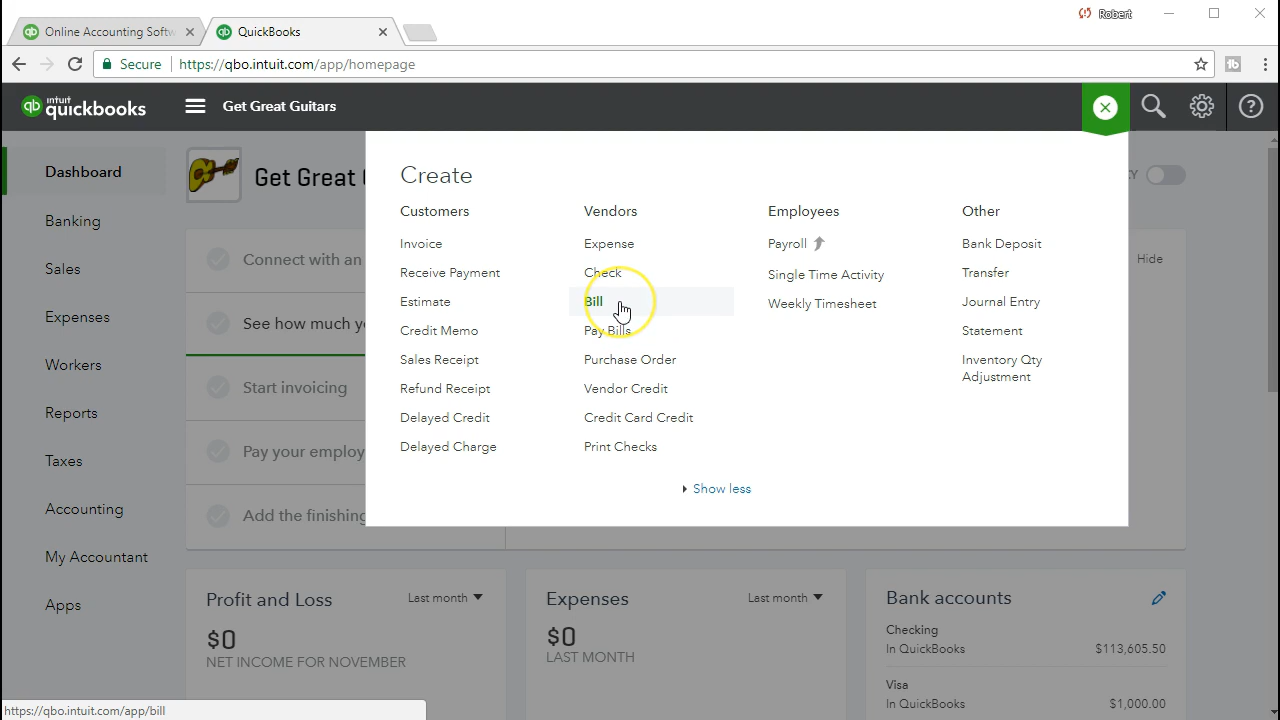 Robert
Online Accounting Softw
QuickBooks
Secure
https://qbo.intuit.com/app/homepage
intuit
qb quickbooks
Get Great Guitars
Dashboard
Banking
Sales
Expenses
Workers
Reports
Taxes
Accounting
My Accountant
Apps
Get Great
CY
Connect with an
Hide
See how much y
Start invoicing
Pay your employ
Add the finishing
Create
Customers
Invoice
Receive Payment
Estimate
Credit Memo
Sales Receipt
Refund Receipt
Delayed Credit
Delayed Charge
Vendors
Expense
Check
Bill
Pay Bills
Purchase Order
Vendor Credit
Credit Card Credit
Print Checks
Employees
Payroll
Single Time Activity
Weekly Timesheet
Other
Bank Deposit
Transfer
Journal Entry
Statement
Inventory Qty
Adjustment
Show less
Profit and Loss
Last month
$0
NET INCOME FOR NOVEMBER
Expenses
Last month
$0
LAST MONTH
Bank accounts
Checking
In QuickBooks $113,605.50
Visa
In QuickBooks $1,000.00
https://qbo.intuit.com/app/bill